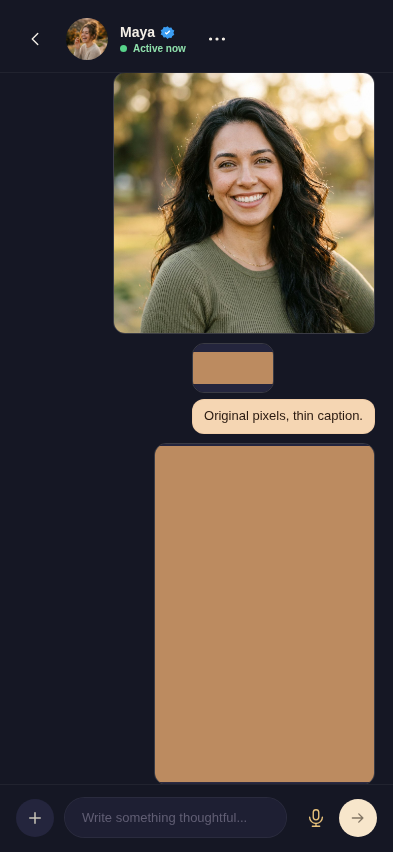 Maya
Active now
Original pixels, thin caption.
Write something thoughtful...